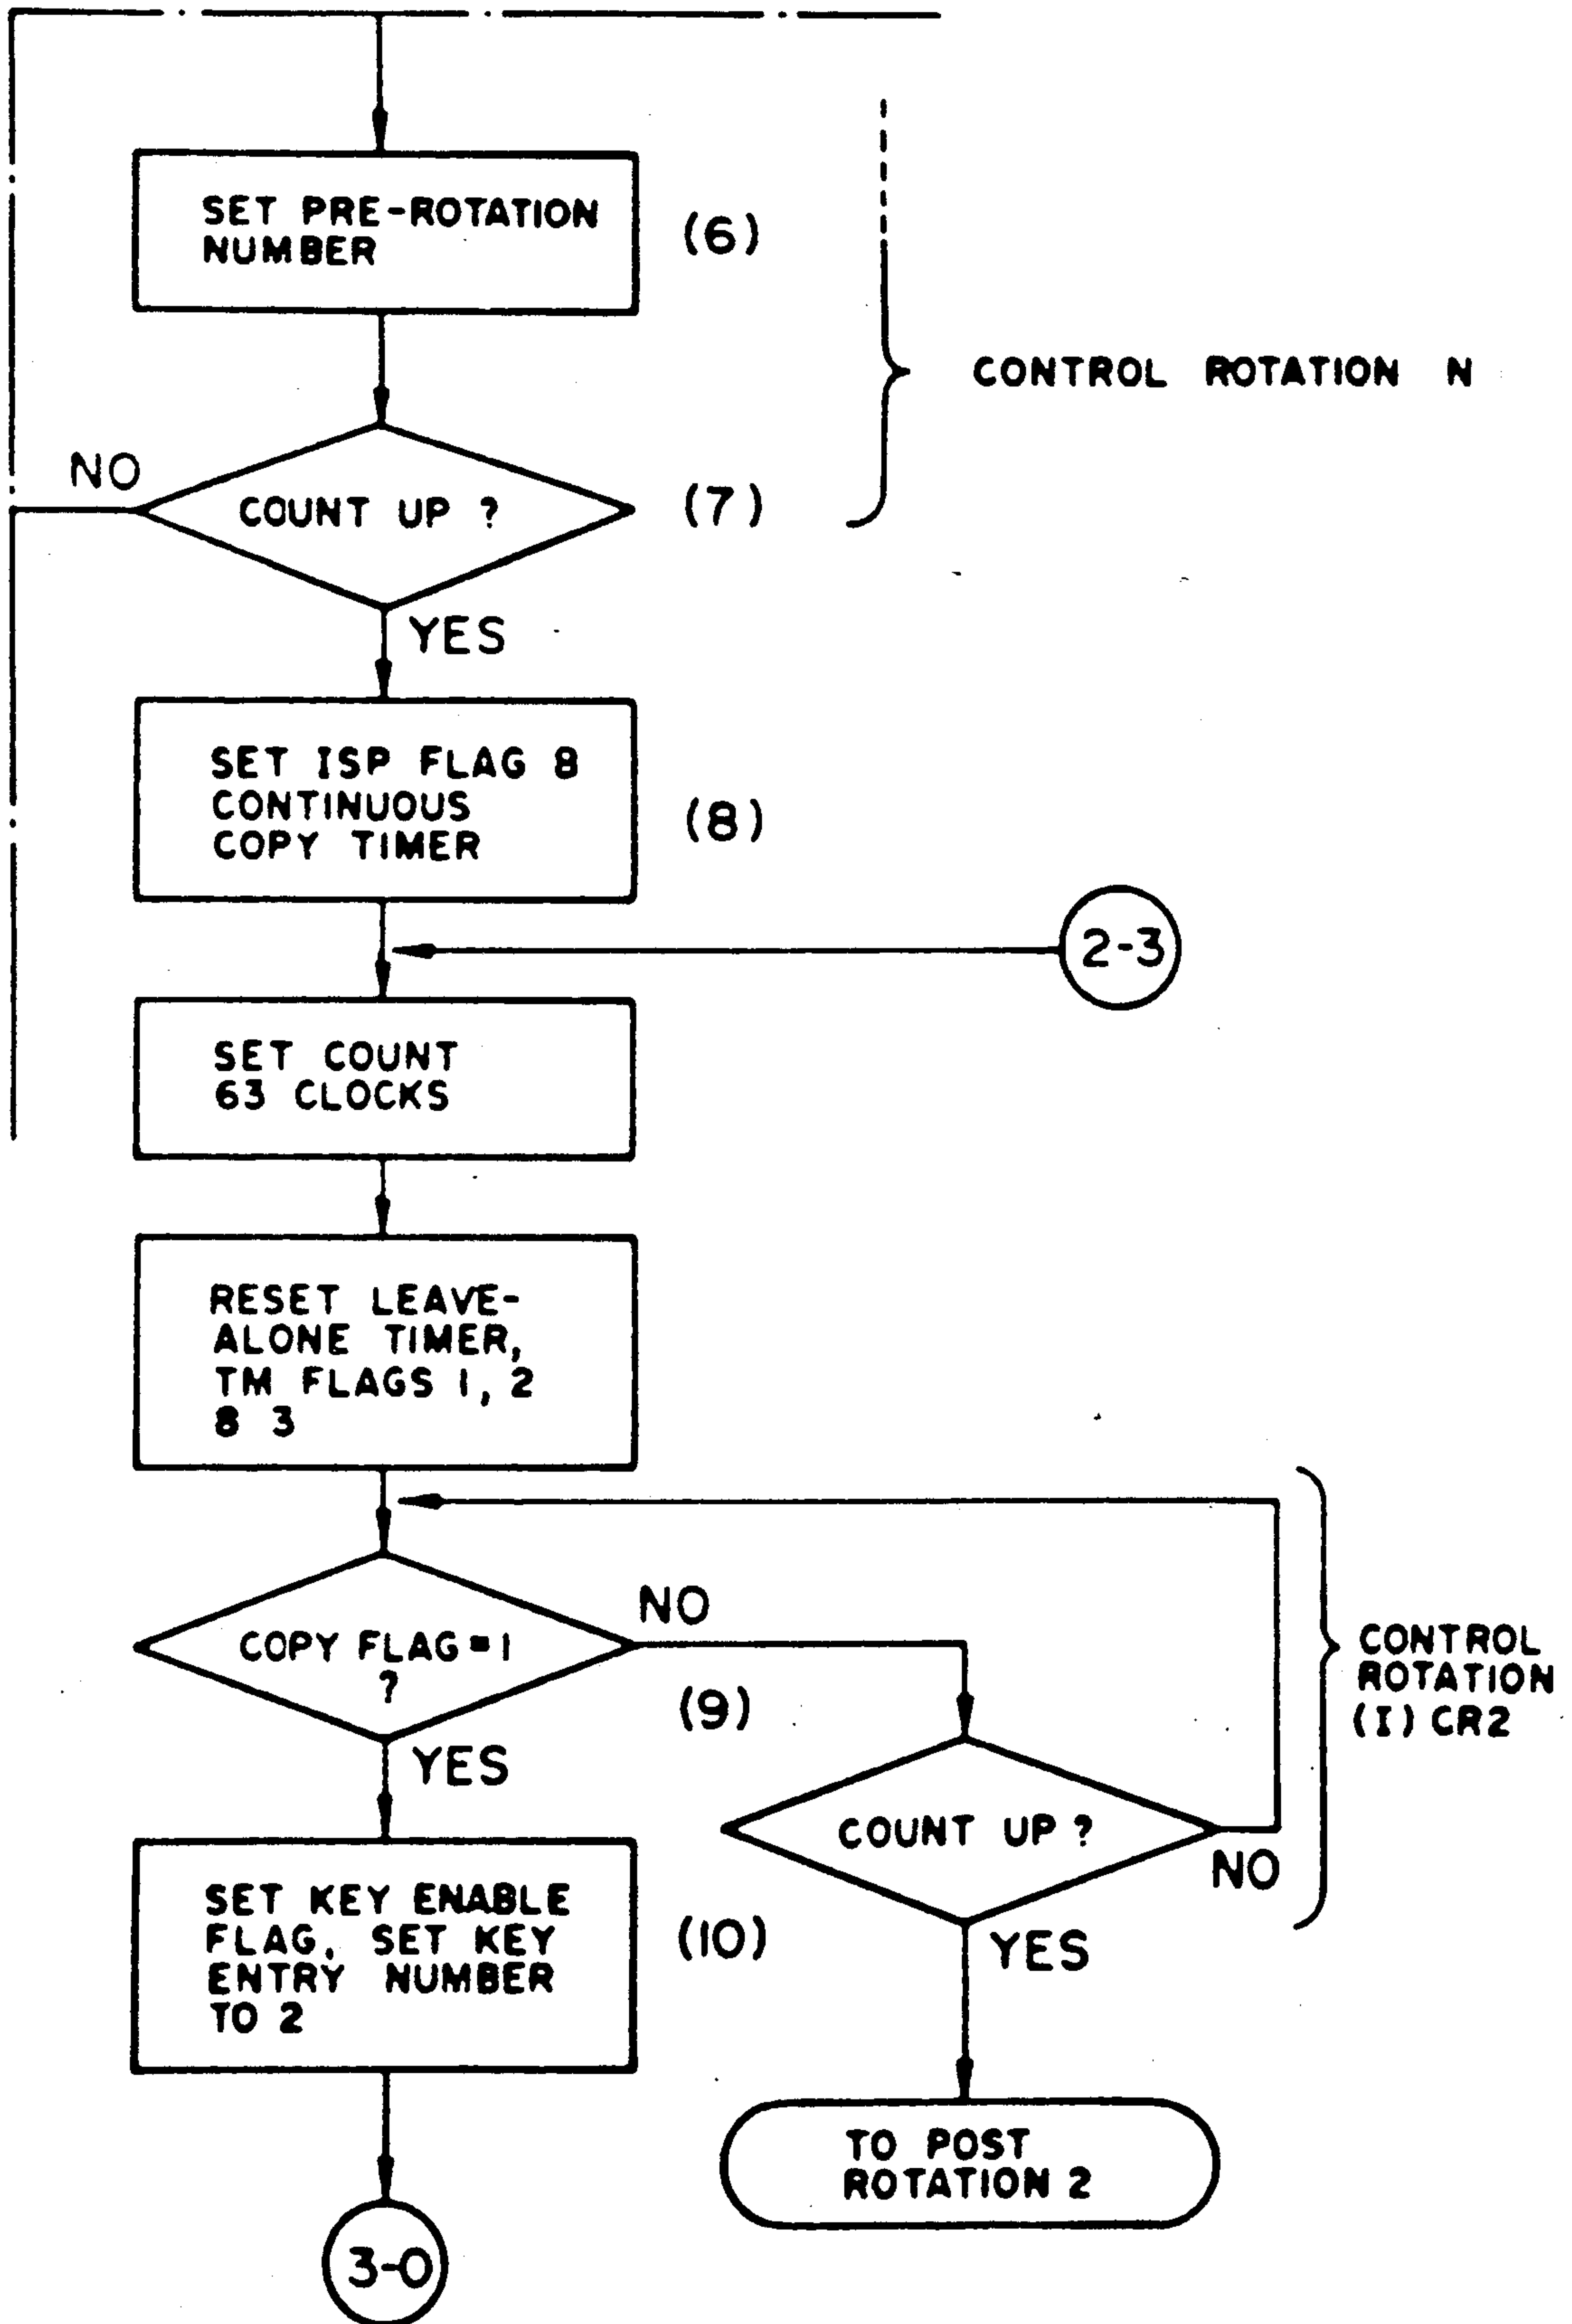 SET PRE-ROTATION
NUMBER
(6)
CONTROL ROTATION N
NO
COUNT UP ?
(7)
YES
SET ISP FLAG 8
CONTINUOUS
COPY TIMER
(8)
2-3
SET COUNT
63 CLOCKS
RESET LEAVE-
ALONE TIMER,
TM FLAGS 1, 2
8 3
COPY FLAG=1
?
NO
(9)
CONTROL
ROTATION
(I) CR2
YES
COUNT UP ?
NO
SET KEY ENABLE
FLAG, SET KEY
ENTRY NUMBER
TO 2
(10)
YES
TO POST
ROTATION 2
3-0